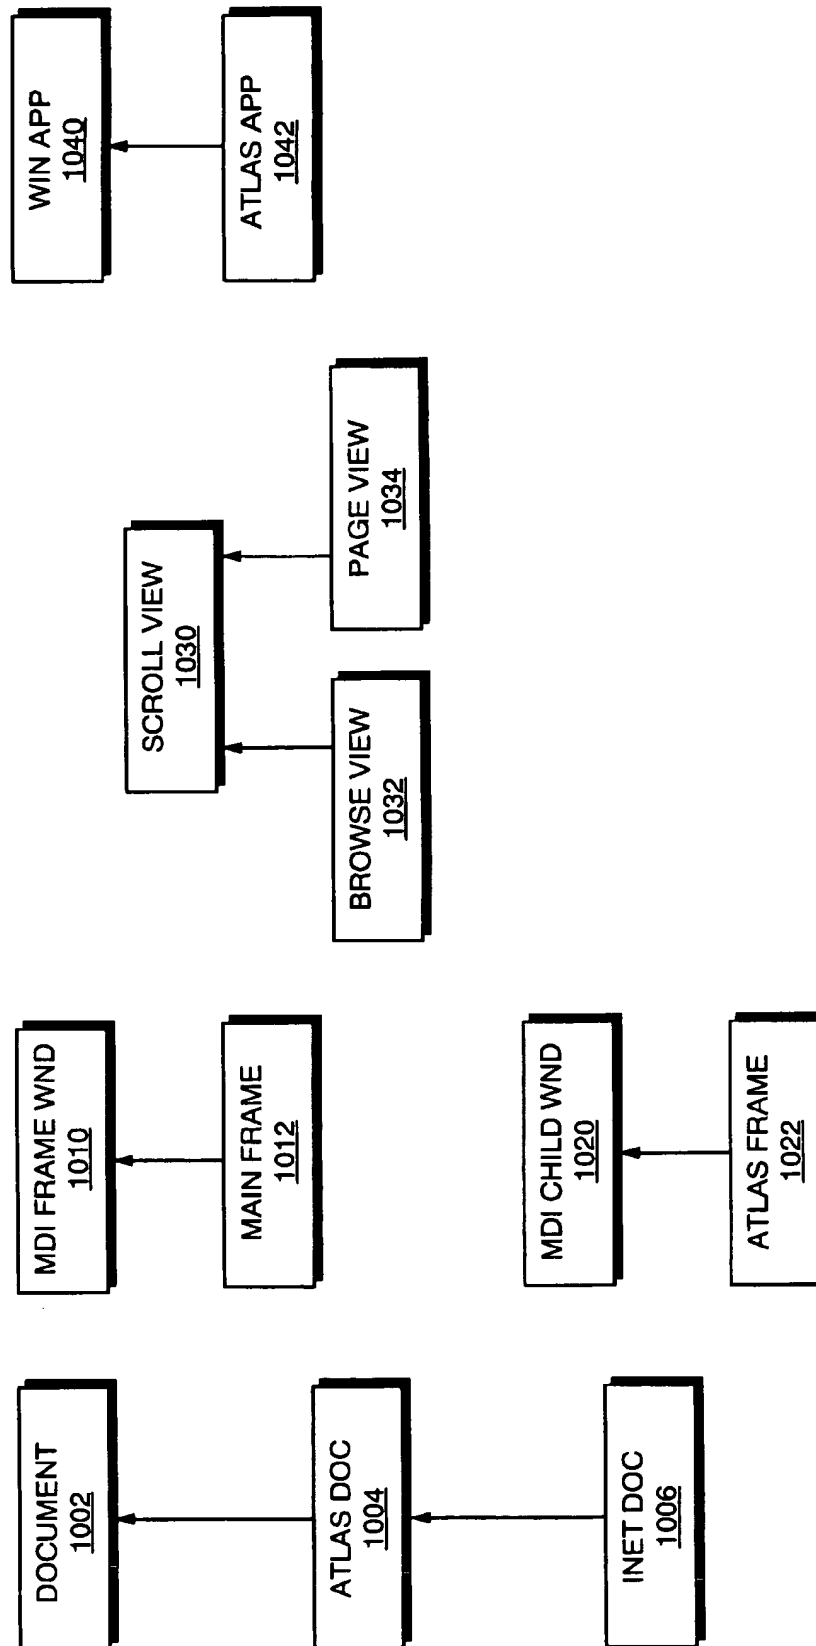 DOCUMENT
1002
ATLAS DOC
1004
INET DOC
1006
MDI FRAME WND
1010
MAIN FRAME
1012
MDI CHILD WND
1020
ATLAS FRAME
1022
SCROLL VIEW
1030
BROWSE VIEW
1032
PAGE VIEW
1034
WIN APP
1040
ATLAS APP
1042